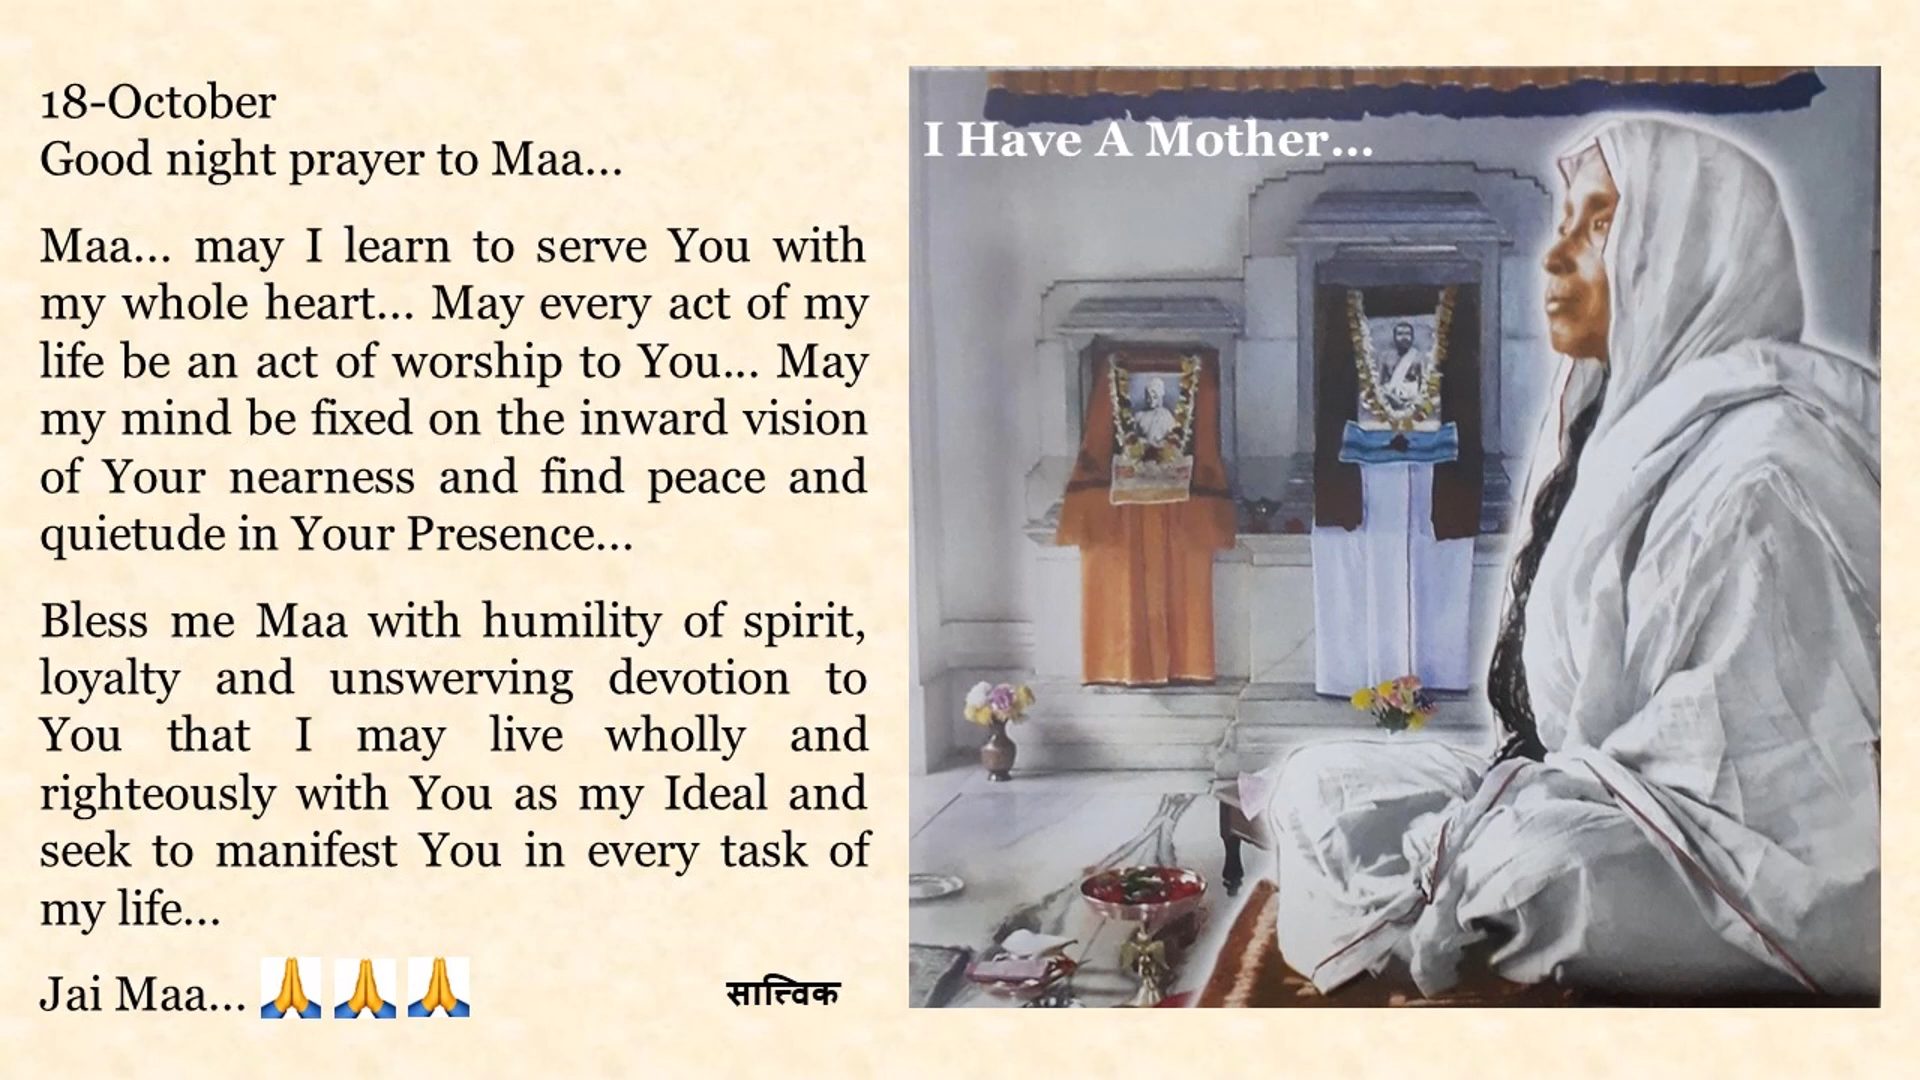 18-October
Good night prayer to Maa...
Maa... may I learn to serve You with
my whole heart... May every act of my
life be an act of worship to You... May
my mind be fixed on the inward vision
of Your nearness and find peace and
quietude in Your Presence...
Bless me Maa with humility of spirit,
loyalty and unswerving devotion to
You that I may live wholly and
righteously with You as my Ideal and
seek to manifest You in every task of
my life...
Jai Maa... 🙏 🙏 🙏
सात्त्विक
I Have A Mother...